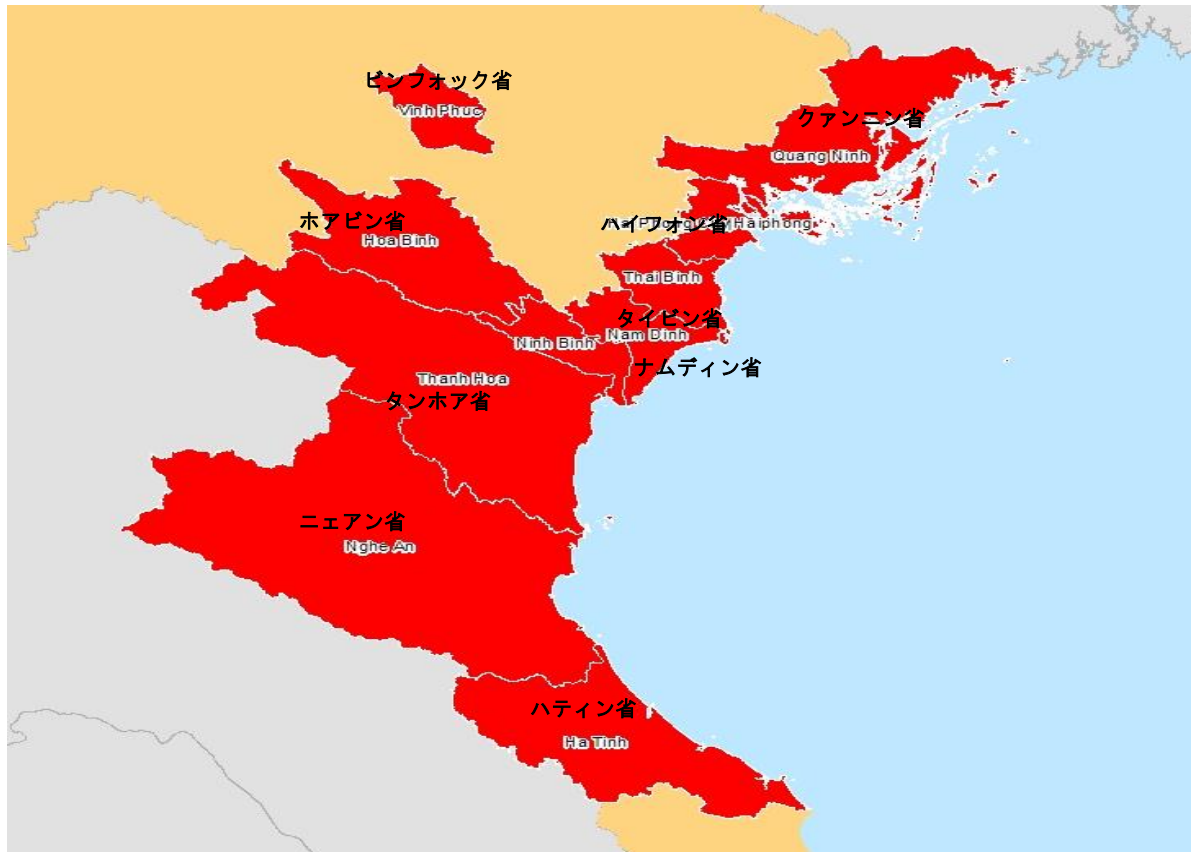 ビンフォック省
Vinh Phuc
クァンニン省
Quang Ninh
ホアビン省
Hoa Binh
ハイフォン省
Haiphong
Thai Binh
タイビン省
Nam Dinh
Ninh Binh
ナムディン省
Thanh Hoa
タンホア省
ニェアン省
Nghe An
ハティン省
Ha Tinh